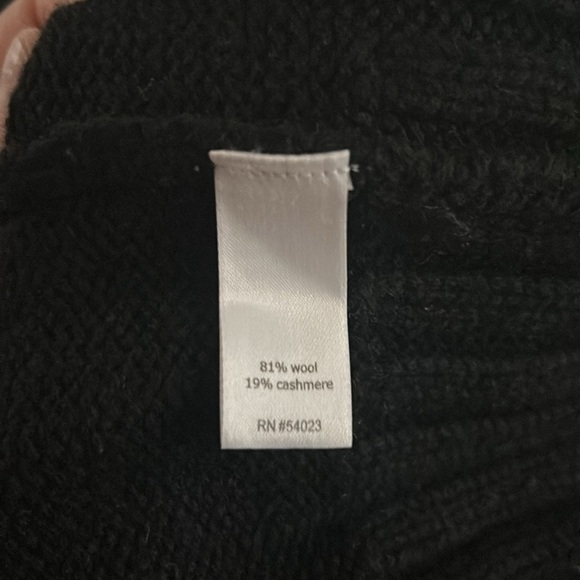 81% wool
19% cashmere
RN #54023